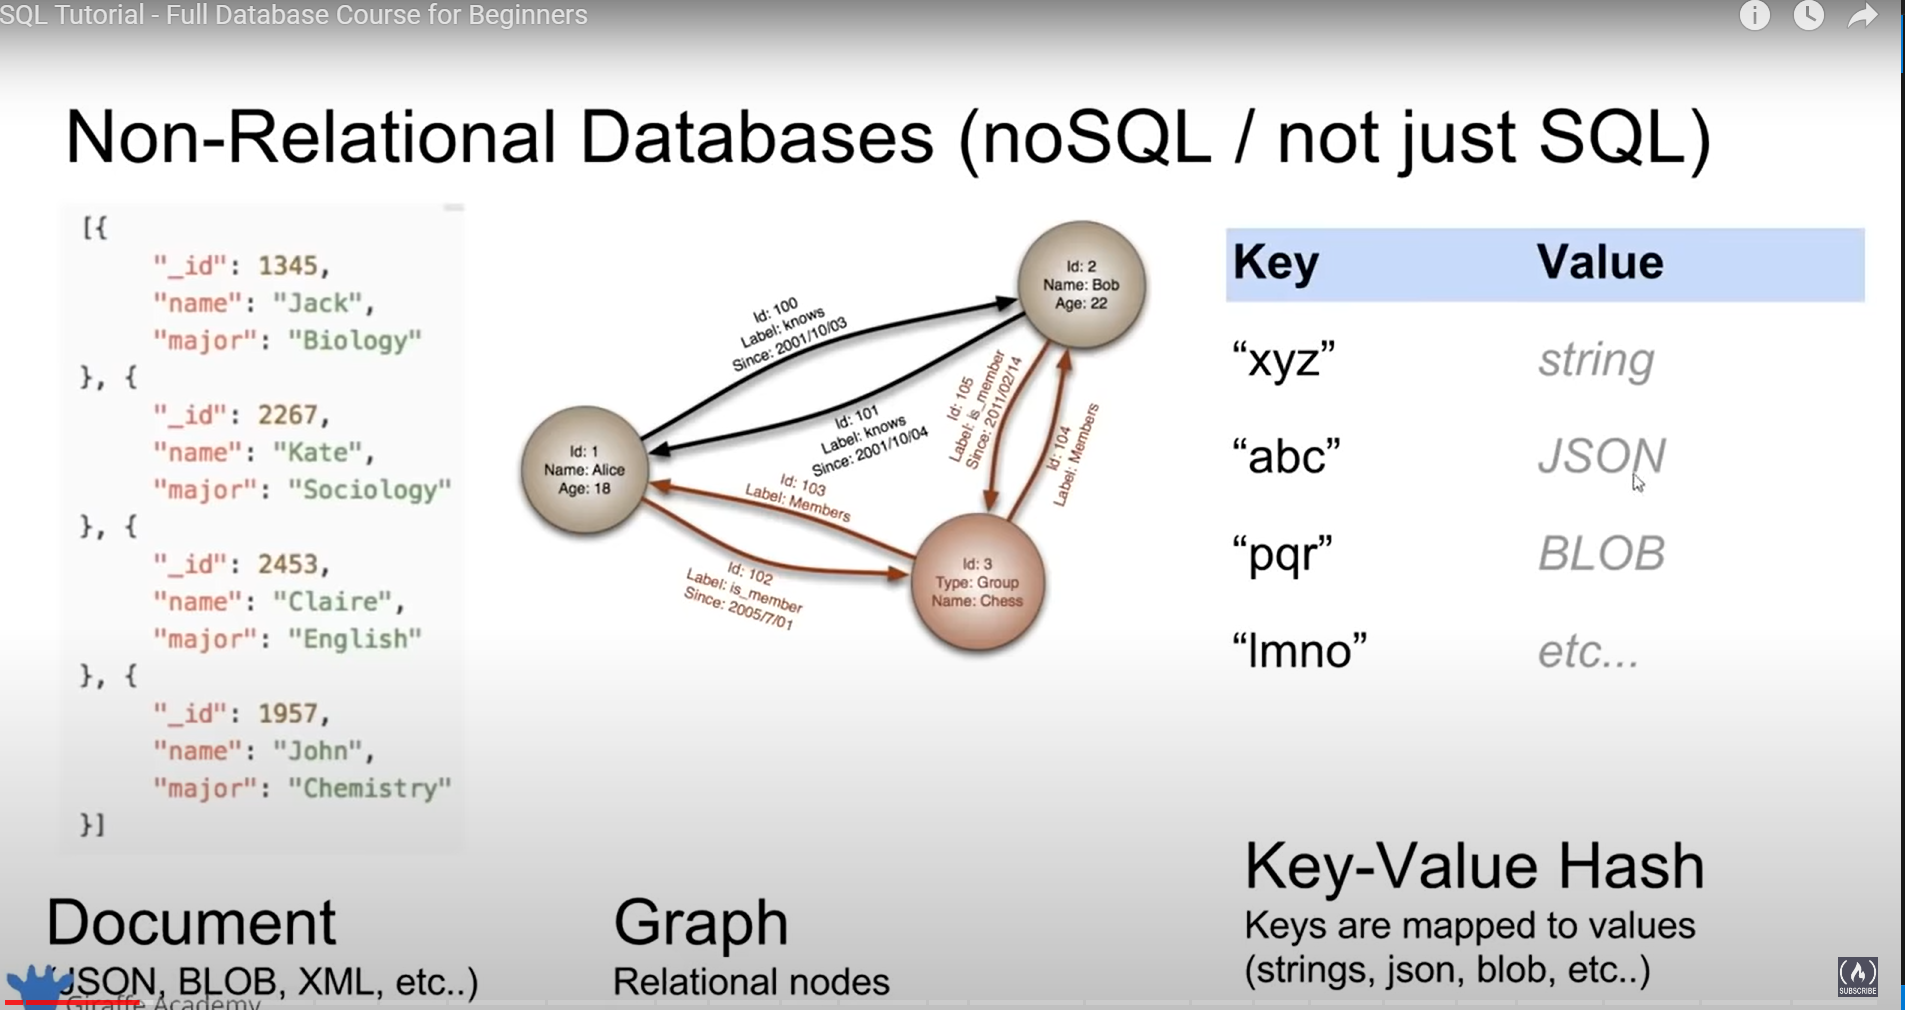 SQL Tutorial - Full Database Course for Beginners
Non-Relational Databases (noSQL / not just SQL)
[{
"_id": 1345,
"name": "Jack",
"major": "Biology"
}, {
"_id": 2267,
"name": "Kate",
"major": "Sociology"
}, {
"_id": 2453,
"name": "Claire",
"major": "English"
}, {
"_id": 1957,
"name": "John",
"major": "Chemistry"
}]
Document
(JSON, BLOB, XML, etc..)
Giraffe Academy
Id: 100
Label: knows
Since: 2001/10/03
Id: 2
Name: Bob
Age: 22
Id: 101
Label: knows
Since: 2001/10/04
Id: 105
Label: is_member
Since: 2011/02/14
Id: 104
Label: Members
Id: 1
Name: Alice
Age: 18
Id: 103
Label: Members
Id: 102
Label: is_member
Since: 2005/7/01
Id: 3
Type: Group
Name: Chess
Graph
Relational nodes
Key Value
“xyz” string
“abc” JSON
“pqr” BLOB
“lmno” etc...
Key-Value Hash
Keys are mapped to values
(strings, json, blob, etc..)
SUBSCRIBE